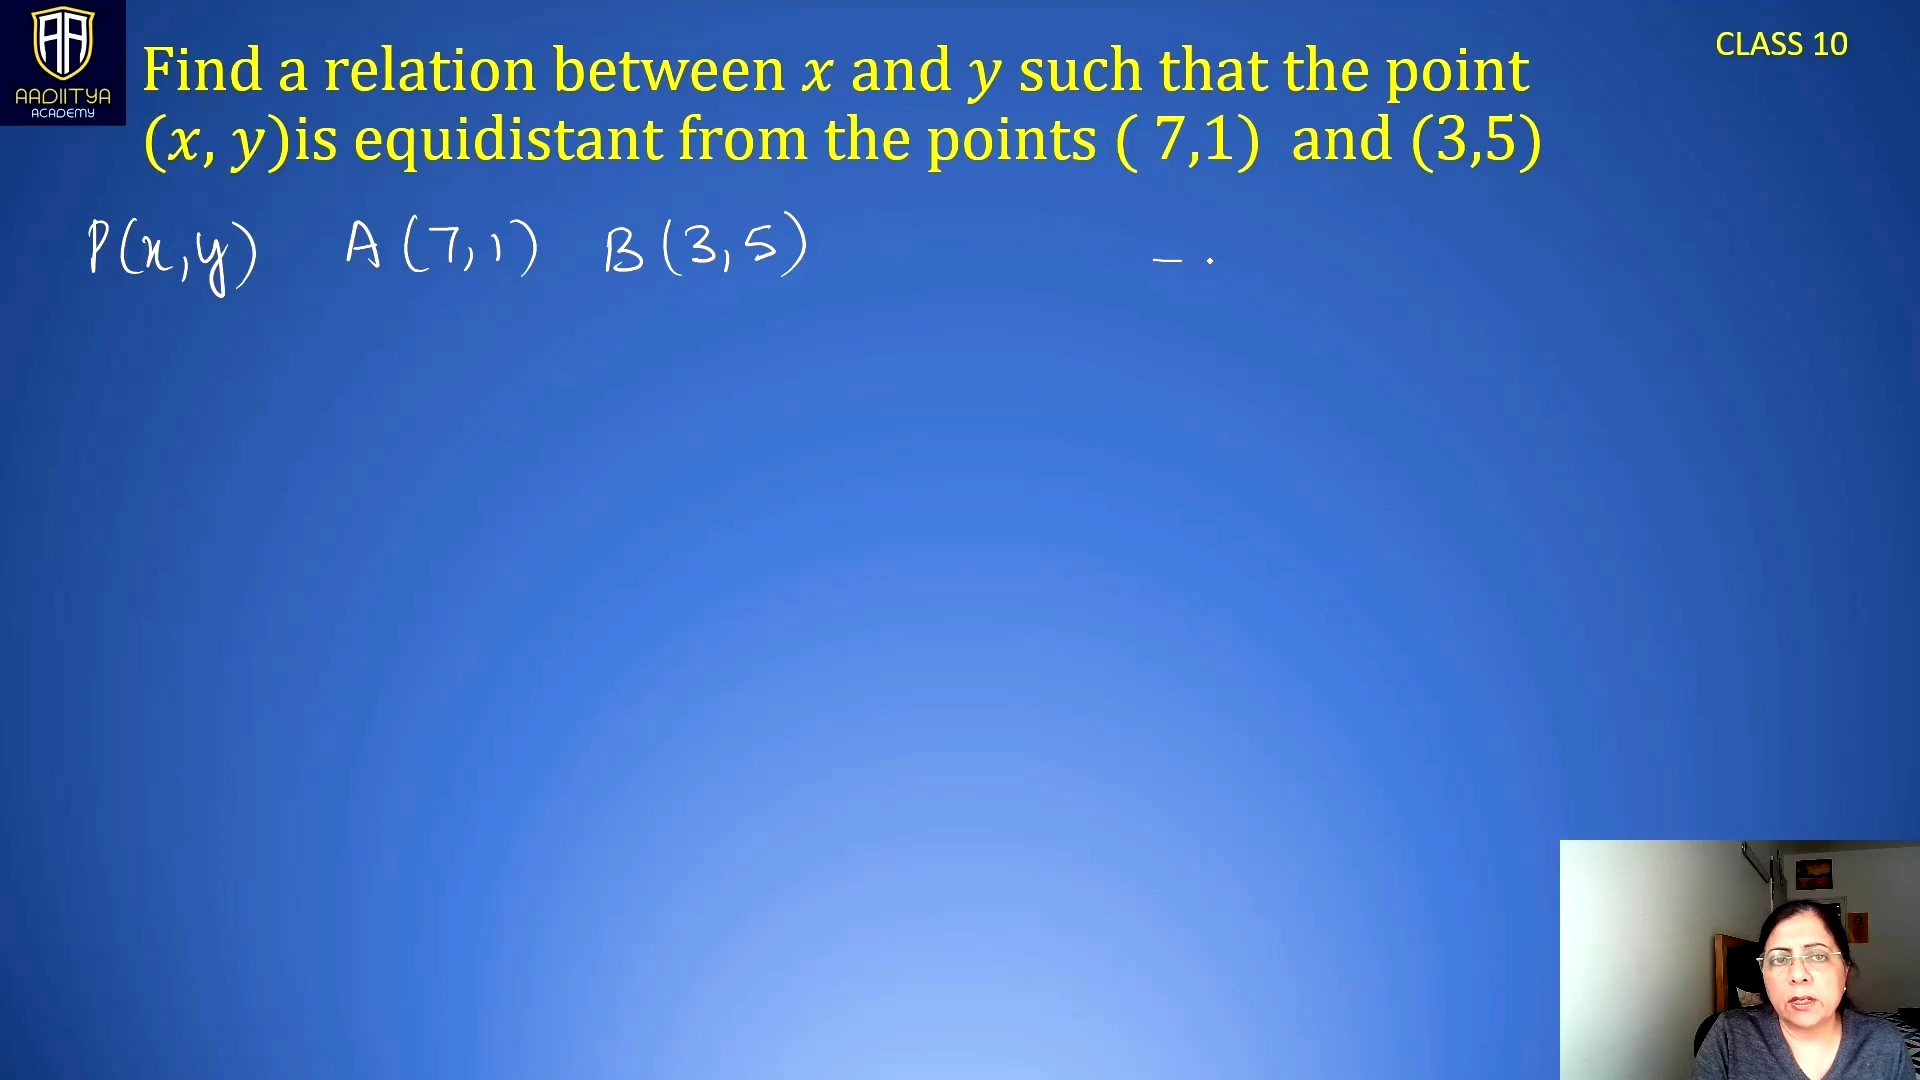 AADIITYA
ACADEMY
CLASS 10
Find a relation between x and y such that the point
(x, y)is equidistant from the points ( 7,1) and (3,5)
P(x,y) A(7,1) B(3,5)